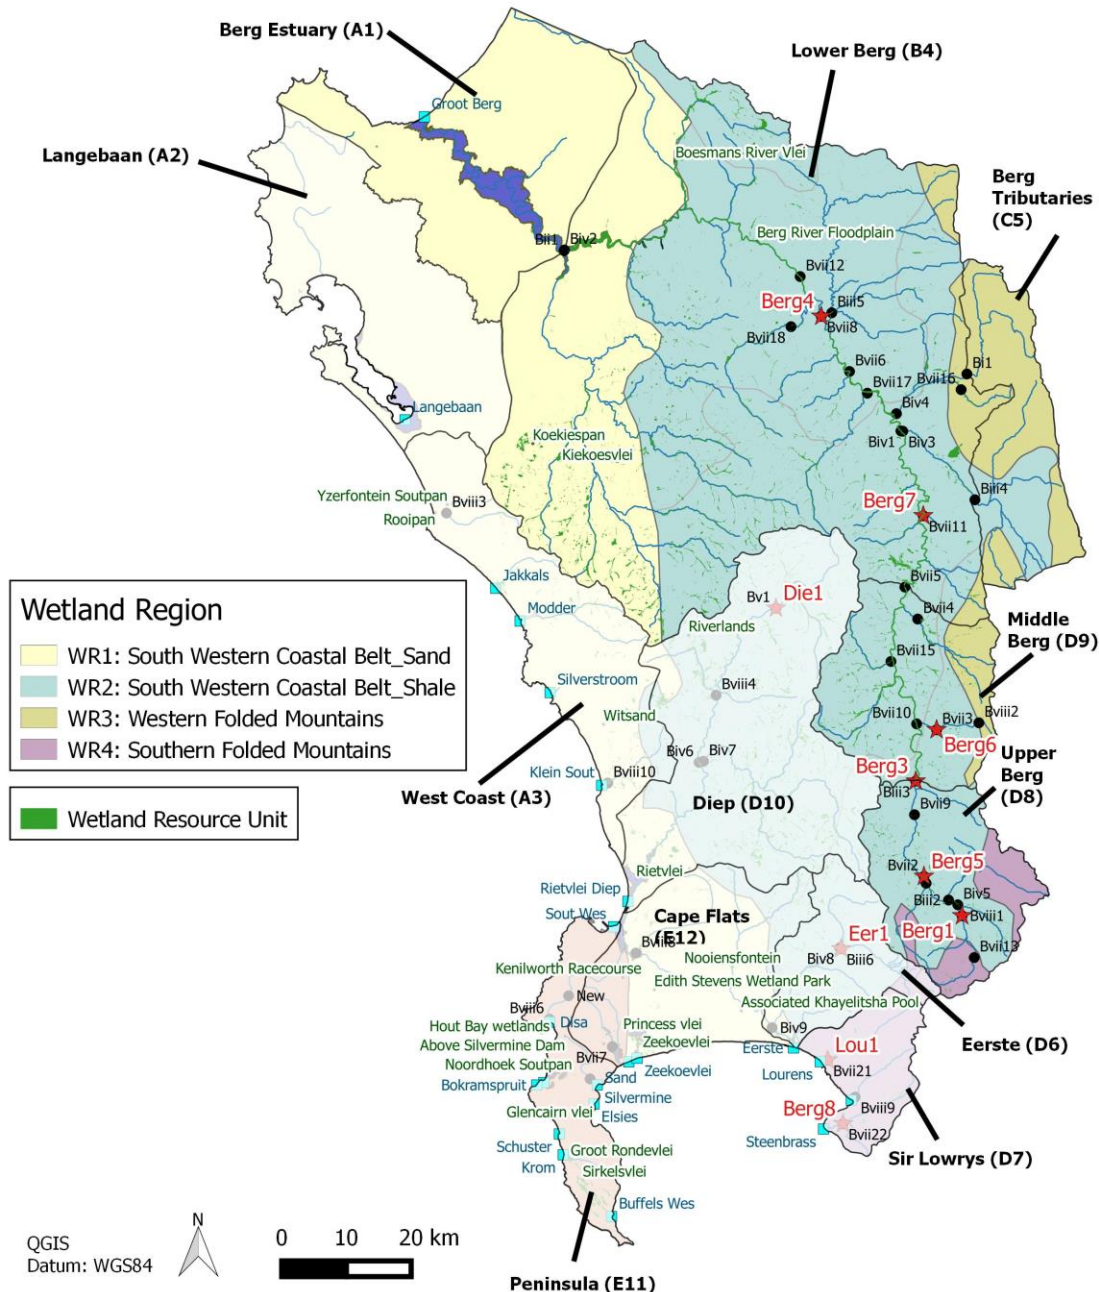 Berg Estuary (A1)
Lower Berg (B4)
Groot Berg
Langebaan (A2)
Boesmans River Vlei
Berg
Tributaries
(C5)
Berg River Floodplain
Bii1
Biv2
Bvii12
Berg4
Biii5
Bvii8
Bvii18
Bvii6
Bi1
Bvii16
Bvii17
Langebaan
Biv4
Biv1
Biv3
Koekiespan
Kiekoesvlei
Yzerfontein Soutpan
Bviii3
Rooipan
Biii4
Berg7
Bvii11
Jakkals
Modder
Wetland Region
WR1: South Western Coastal Belt_Sand
WR2: South Western Coastal Belt_Shale
WR3: Western Folded Mountains
WR4: Southern Folded Mountains
Wetland Resource Unit
Bv1
Die1
Bvii5
Bvii4
Riverlands
Middle
Berg (D9)
Bvii15
Silverstroom
Bviii4
Witsand
Bvii10
Bvii3
Bviii2
Berg6
Biv6
Biv7
Upper
Berg
(D8)
Klein Sout
Bviii10
Berg3
Biii3
West Coast (A3)
Diep (D10)
Bvii9
Rietvlei
Bvii2
Berg5
Rietvlei Diep
Biii2
Biv5
Sout Wes
Cape Flats
(E12)
Berg1
Bviii1
Eer1
Nooiensfontein
Biv8
Biii6
Bvii13
Kenilworth Racecourse
Edith Stevens Wetland Park
New
Associated Khayelitsha Pool
Bviii6
Disa
Hout Bay wetlands
Princess vlei
Biv9
Above Silvermine Dam
Zeekoevlei
Eerste
Lou1
Eerste (D6)
Bvii7
Noordhoek Soutpan
Zeekoevlei
Lourens
Bvii21
Bokramspruit
Sand
Silvermine
Elsies
Glencairn vlei
Berg8
Bviii9
Steenbrass
Bvii22
Schuster
Groot Rondevlei
Krom
Sirkelsvlei
Sir Lowrys (D7)
Buffels Wes
N
QGIS
Datum: WGS84
0 10 20 km
Peninsula (E11)